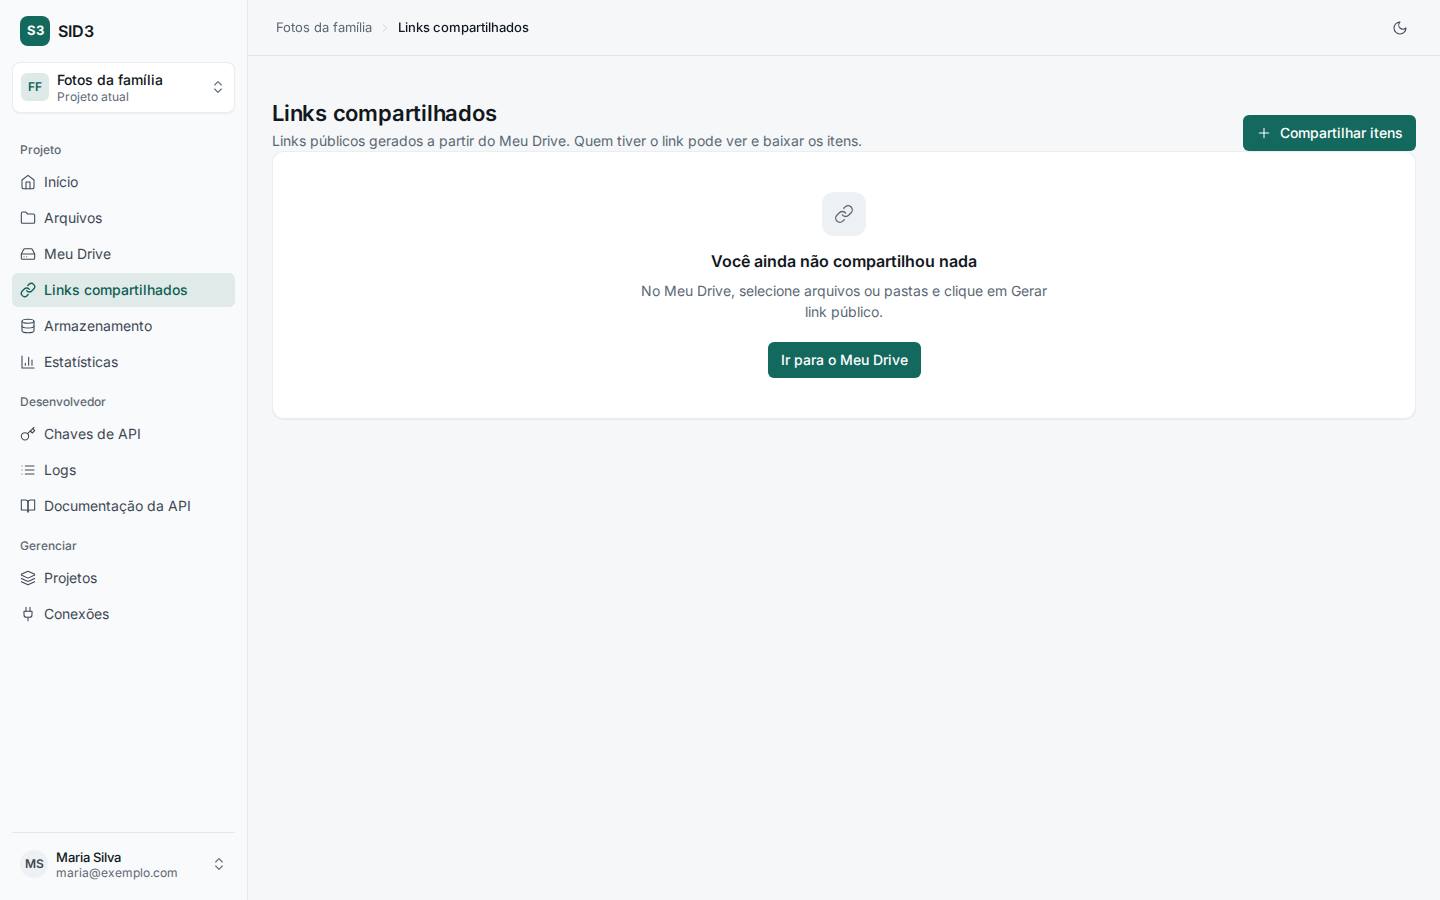 S3 SID3
Fotos da família > Links compartilhados
FF Fotos da família
Projeto atual
Projeto
Início
Arquivos
Meu Drive
Links compartilhados
Armazenamento
Estatísticas
Desenvolvedor
Chaves de API
Logs
Documentação da API
Gerenciar
Projetos
Conexões
MS Maria Silva
maria@exemplo.com
Links compartilhados
Links públicos gerados a partir do Meu Drive. Quem tiver o link pode ver e baixar os itens.
+ Compartilhar itens
Você ainda não compartilhou nada
No Meu Drive, selecione arquivos ou pastas e clique em Gerar
link público.
Ir para o Meu Drive